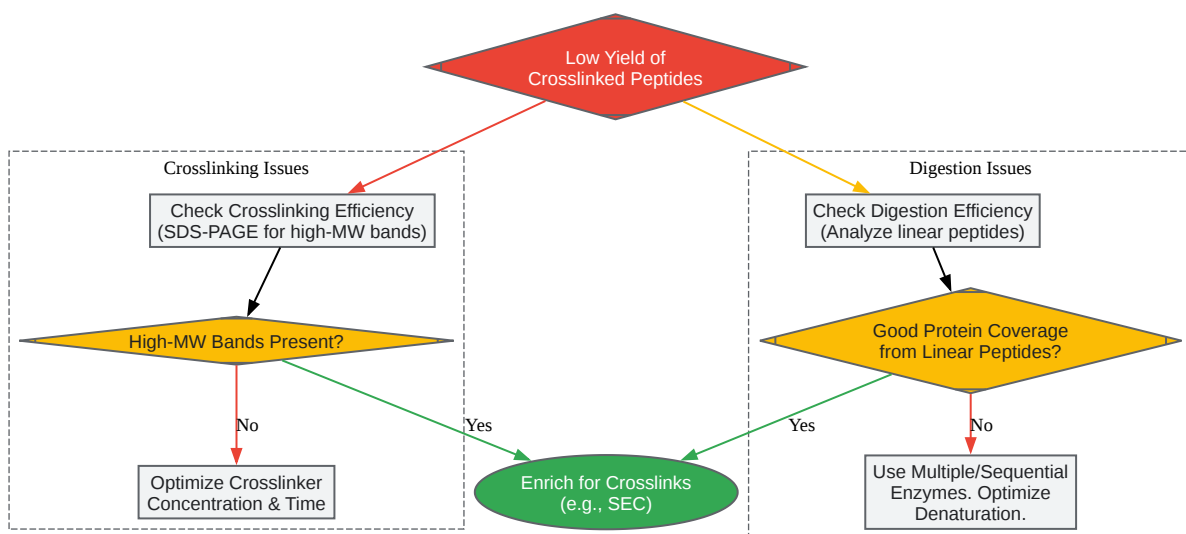 Low Yield of
Crosslinked Peptides
Crosslinking Issues
Digestion Issues
Check Crosslinking Efficiency
(SDS-PAGE for high-MW bands)
Check Digestion Efficiency
(Analyze linear peptides)
High-MW Bands Present?
Good Protein Coverage
from Linear Peptides?
No
Yes
Yes
No
Optimize Crosslinker
Concentration & Time
Enrich for Crosslinks
(e.g., SEC)
Use Multiple/Sequential
Enzymes. Optimize
Denaturation.